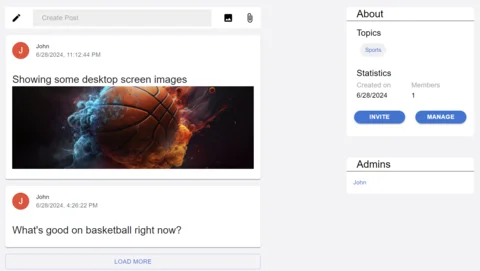 Create Post
J
John
6/28/2024, 11:12:44 PM
Showing some desktop screen images
J
John
6/28/2024, 4:26:22 PM
What's good on basketball right now?
LOAD MORE
About
Topics
Sports
Statistics
Created on Members
6/28/2024 1
INVITE MANAGE
Admins
John